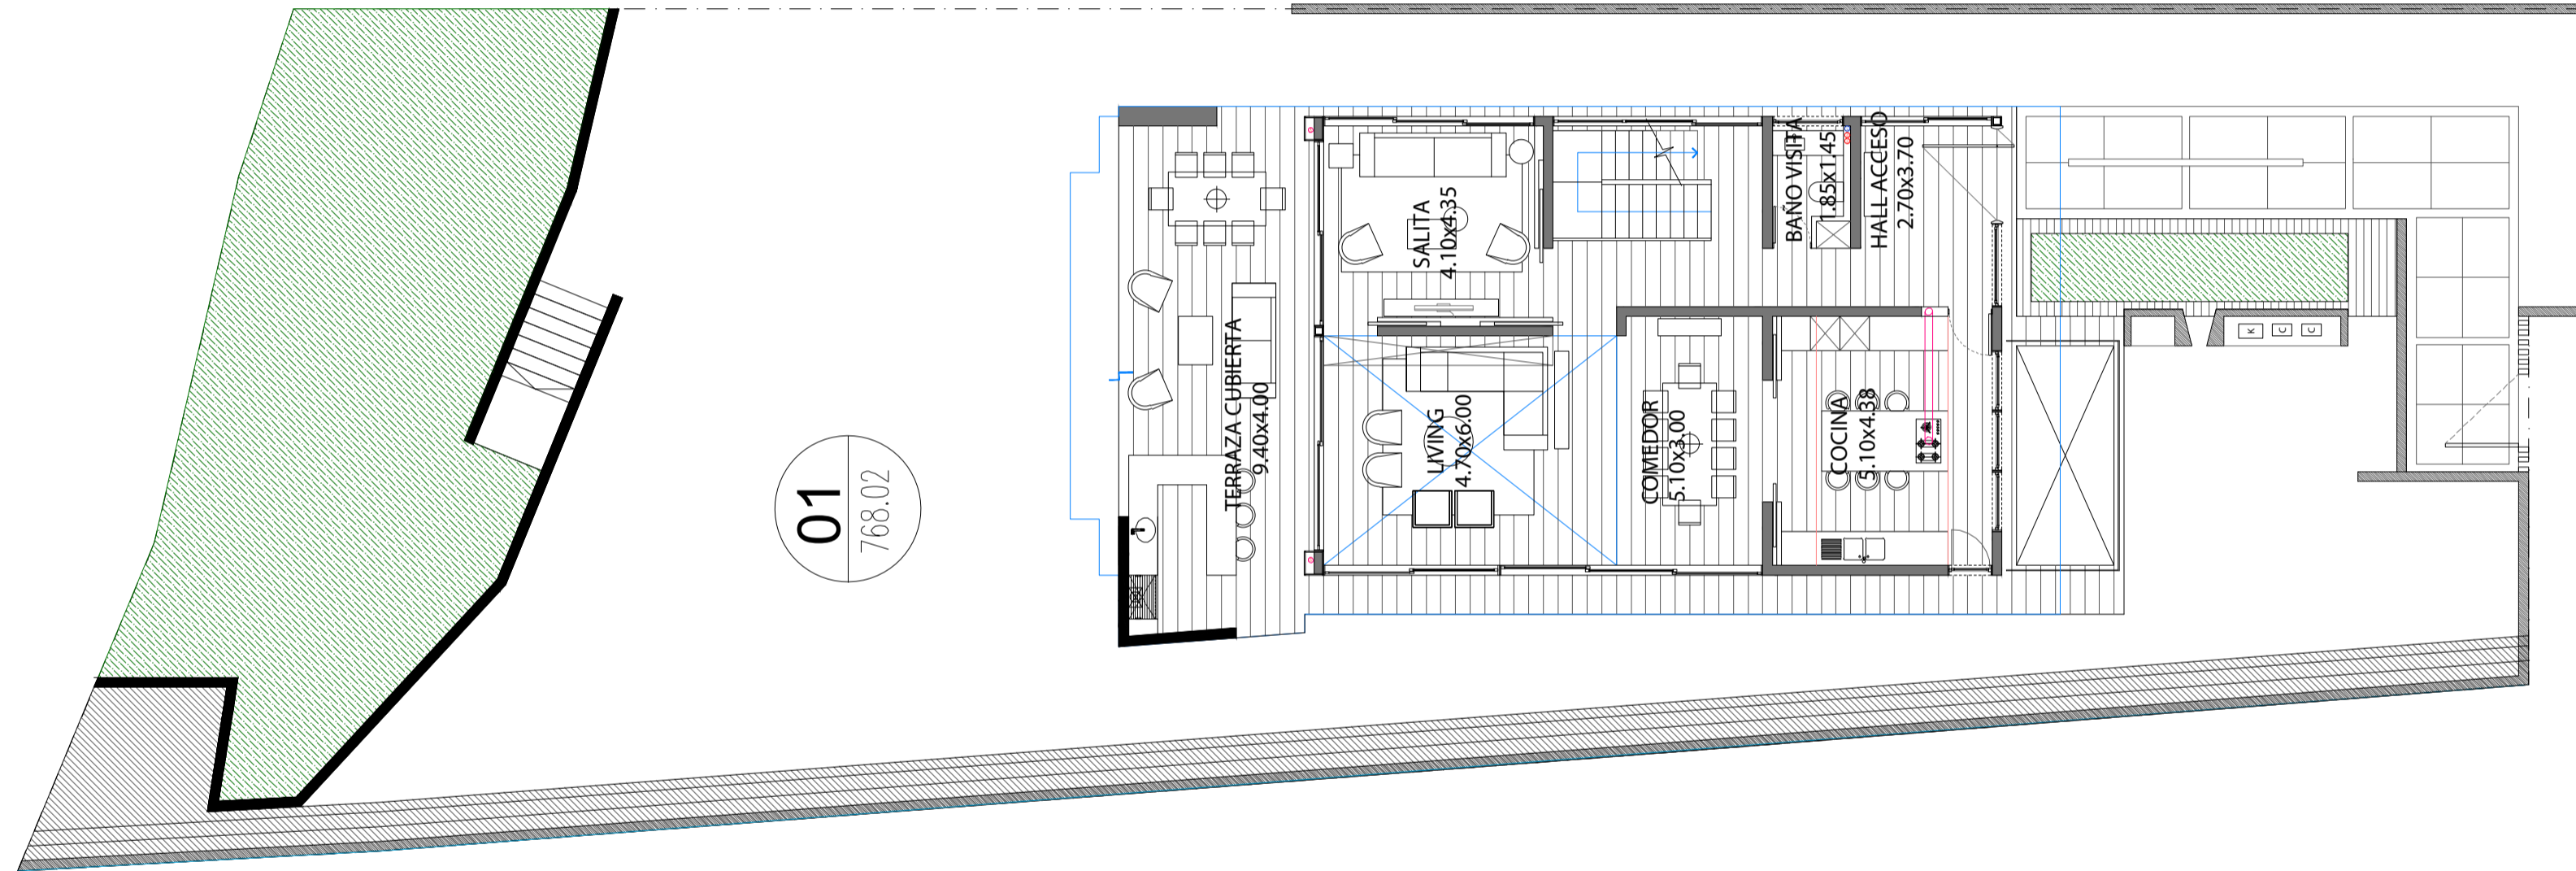 01
768.02
TERRAZA CUBIERTA
9.40x4.00
SALITA
4.10x4.35
LIVING
4.70x6.00
COMEDOR
5.10x3.00
COCINA
5.10x4.38
BANO VISITA
1.85x1.45
HALL ACCESO
2.70x3.70
K
C
C